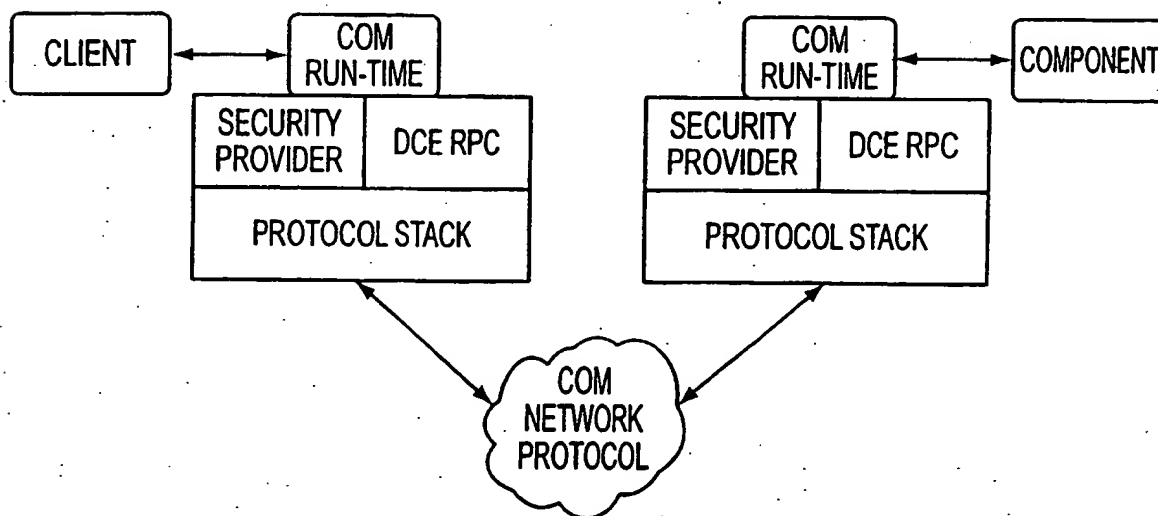 CLIENT
COM
RUN-TIME
SECURITY
PROVIDER
DCE RPC
PROTOCOL STACK
COM
RUN-TIME
COMPONENT
SECURITY
PROVIDER
DCE RPC
PROTOCOL STACK
COM
NETWORK
PROTOCOL